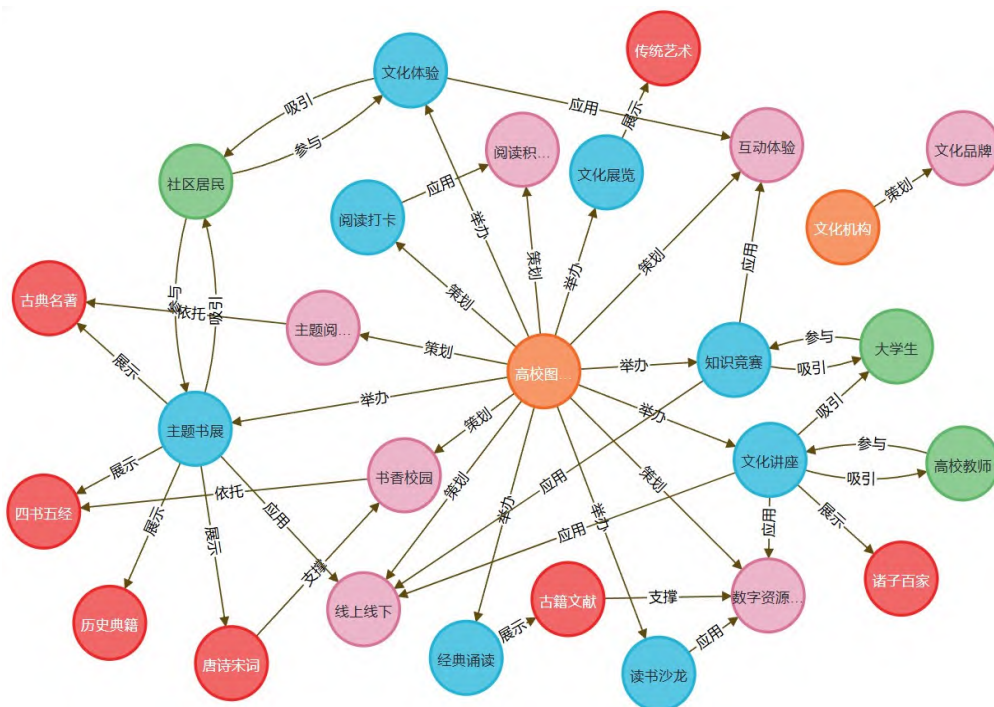 传统艺术
文化体验
吸引
应用
展示
参与
阅读积...
互动体验
文化品牌
社区居民
文化展览
应用
策划
阅读打卡
举办
文化机构
策划
举办
策划
应用
参与
吸引
策划
古典名著
依托
主题阅...
策划
参与
知识竞赛
大学生
高校图...
举办
吸引
展示
举办
举办
吸引
主题书展
策划
参与
文化讲座
高校教师
展示
书香校园
策划
策划
吸引
依托
应用
四书五经
应用
举办
举办
应用
展示
展示
展示
应用
支撑
诸子百家
线上线下
古籍文献
支撑
数字资源...
历史典籍
展示
应用
唐诗宋词
经典诵读
读书沙龙